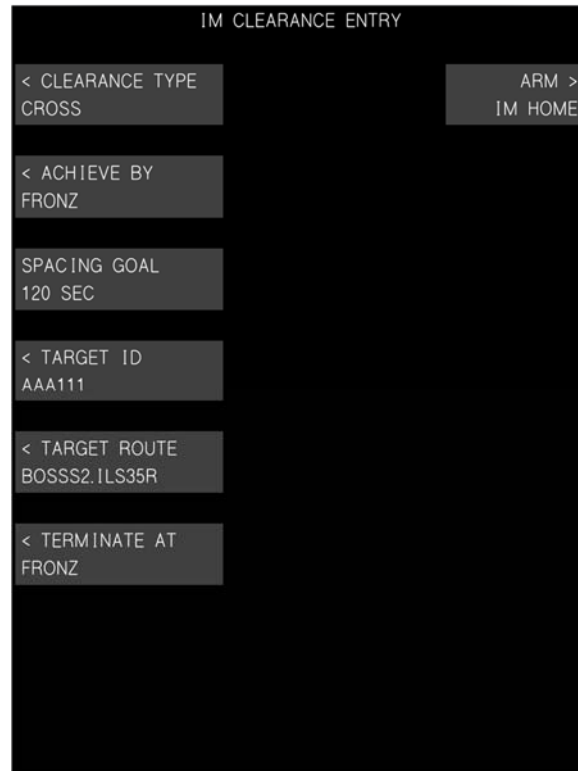 IM CLEARANCE ENTRY
< CLEARANCE TYPE
CROSS
ARM >
IM HOME
< ACHIEVE BY
FRONZ
SPACING GOAL
120 SEC
< TARGET ID
AAA111
< TARGET ROUTE
BOSSS2.ILS35R
< TERMINATE AT
FRONZ